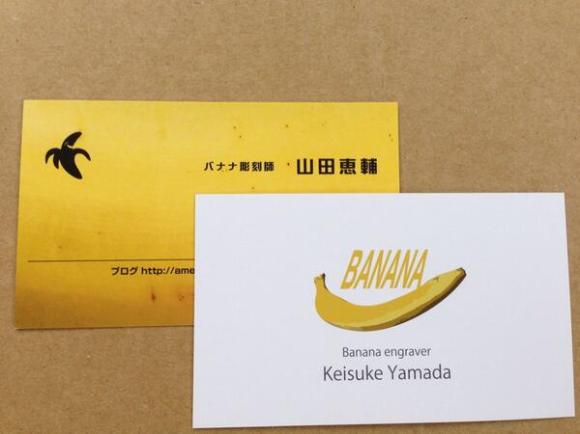 バナナ彫刻師 山田恵輔
ブログ http://ame
BANANA
Banana engraver
Keisuke Yamada